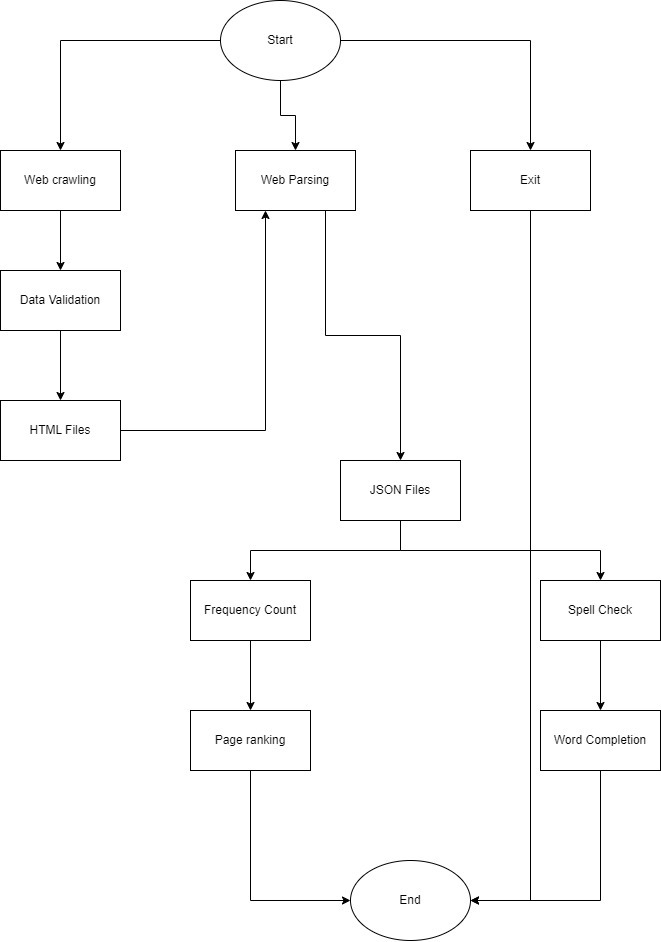 Start
Web crawling
Web Parsing
Exit
Data Validation
HTML Files
JSON Files
Frequency Count
Spell Check
Page ranking
Word Completion
End